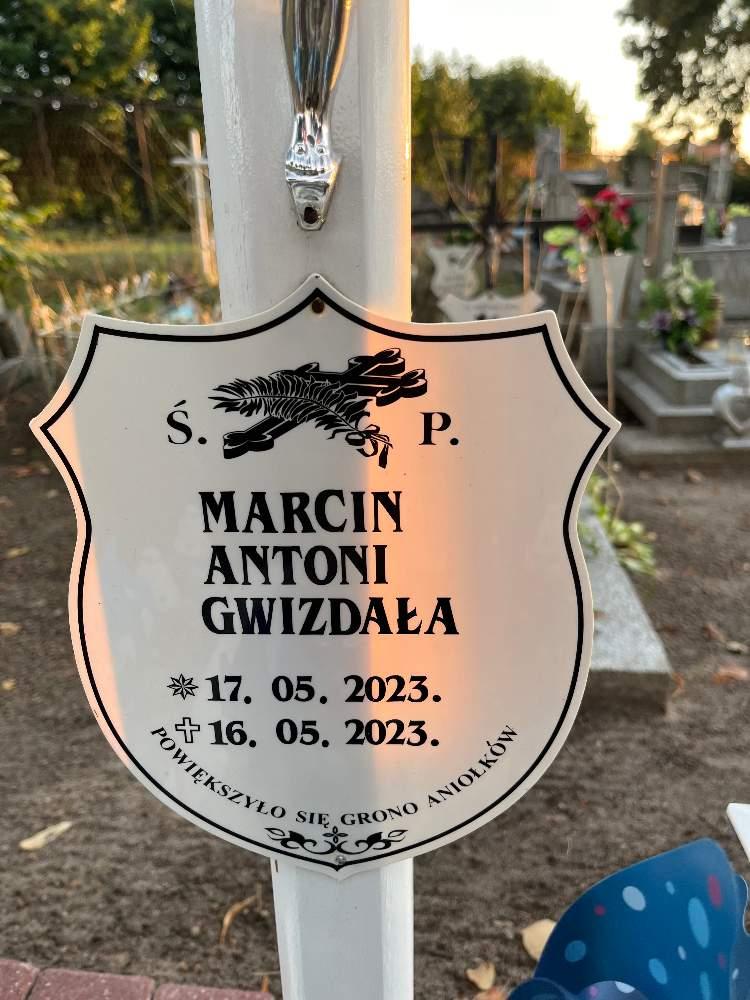 Ś. P.
MARCIN
ANTONI
GWIZDAŁA
17. 05. 2023.
16. 05. 2023.
POWIĘKSZYŁO SIĘ GRONO ANIOŁKÓW